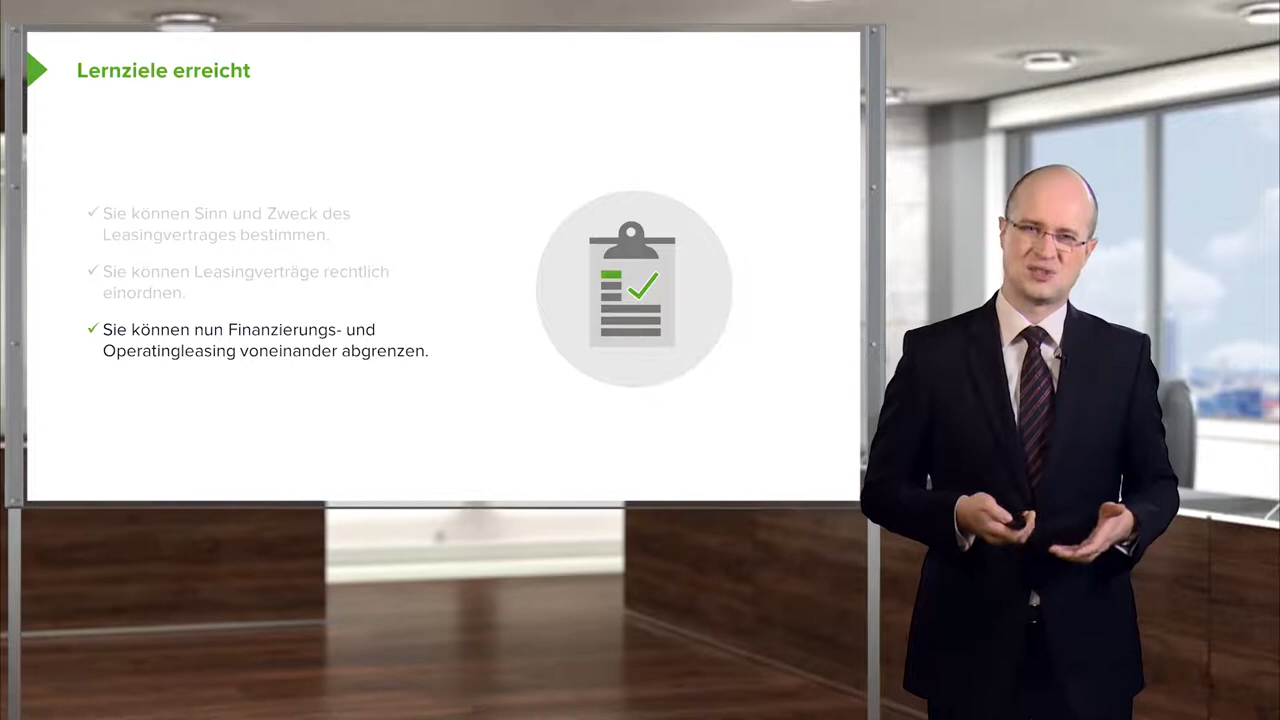 Lernziele erreicht
✓ Sie können Sinn und Zweck des
Leasingvertrages bestimmen.
✓ Sie können Leasingverträge rechtlich
einordnen.
✓ Sie können nun Finanzierungs- und
Operatingleasing voneinander abgrenzen.